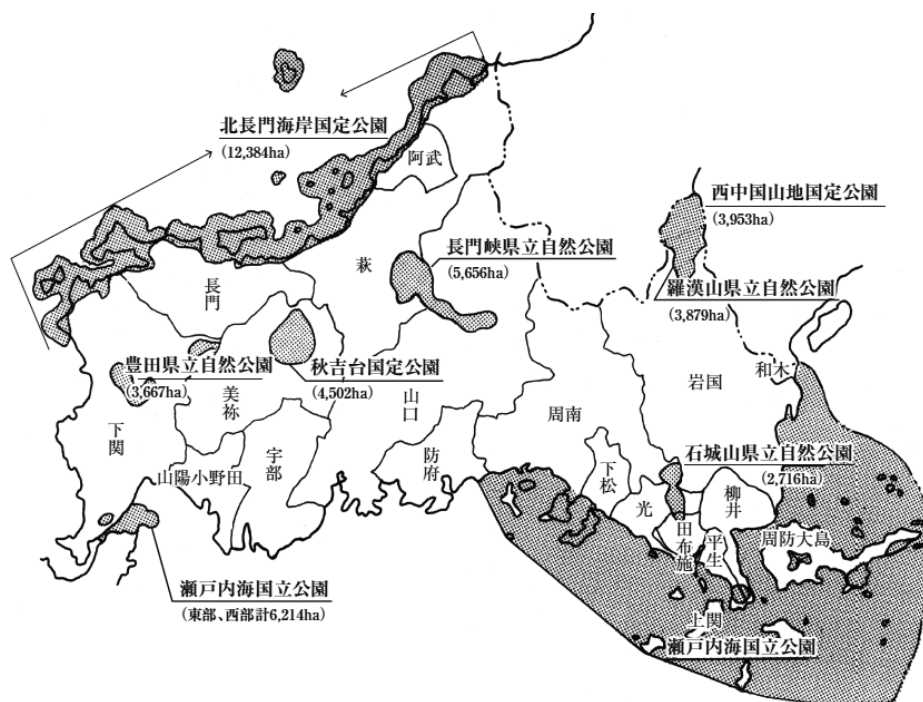 北長門海岸国定公園
(12,384ha)
阿武
西中国山地国定公園
(3,953ha)
萩
長門峡県立自然公園
(5,656ha)
長門
羅漢山県立自然公園
(3,879ha)
豊田県立自然公園
(3,667ha)
秋吉台国定公園
(4,502ha)
和木
岩国
美祢
山口
周南
下関
宇部
防府
山陽小野田
下松
石城山県立自然公園
(2,716ha)
光
柳井
田布施
平生
周防大島
瀬戸内海国立公園
(東部、西部計6,214ha)
上関
瀬戸内海国立公園